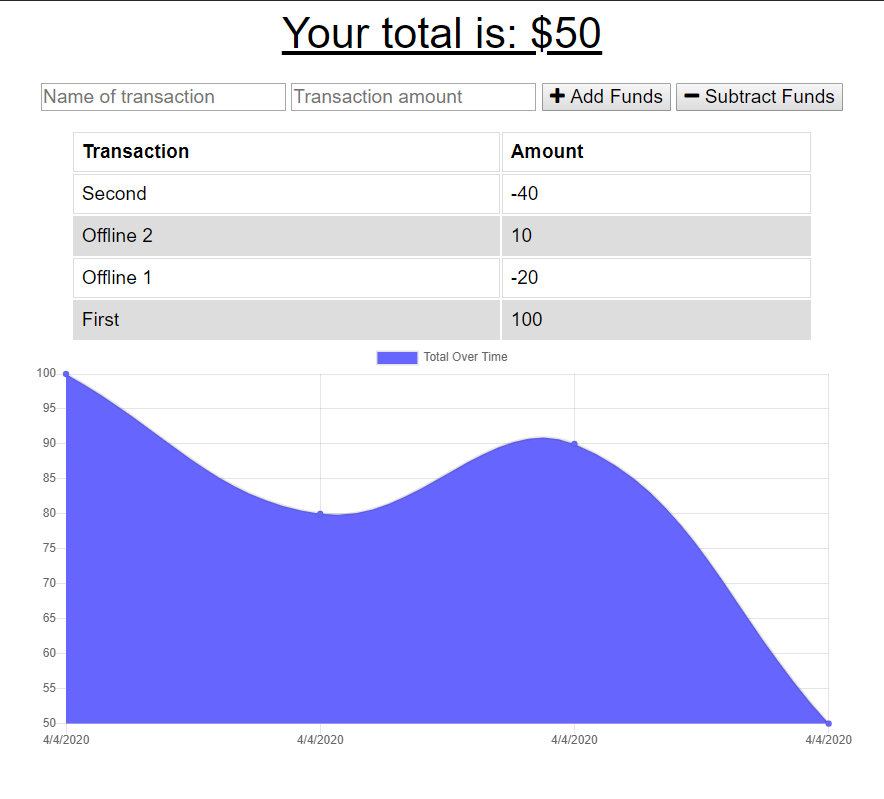 Your total is: $50
Name of transaction Transaction amount Add Funds Subtract Funds
Transaction Amount
Second -40
Offline 2 10
Offline 1 -20
First 100
Total Over Time
100
95
90
85
80
75
70
65
60
55
50
4/4/2020 4/4/2020 4/4/2020 4/4/2020